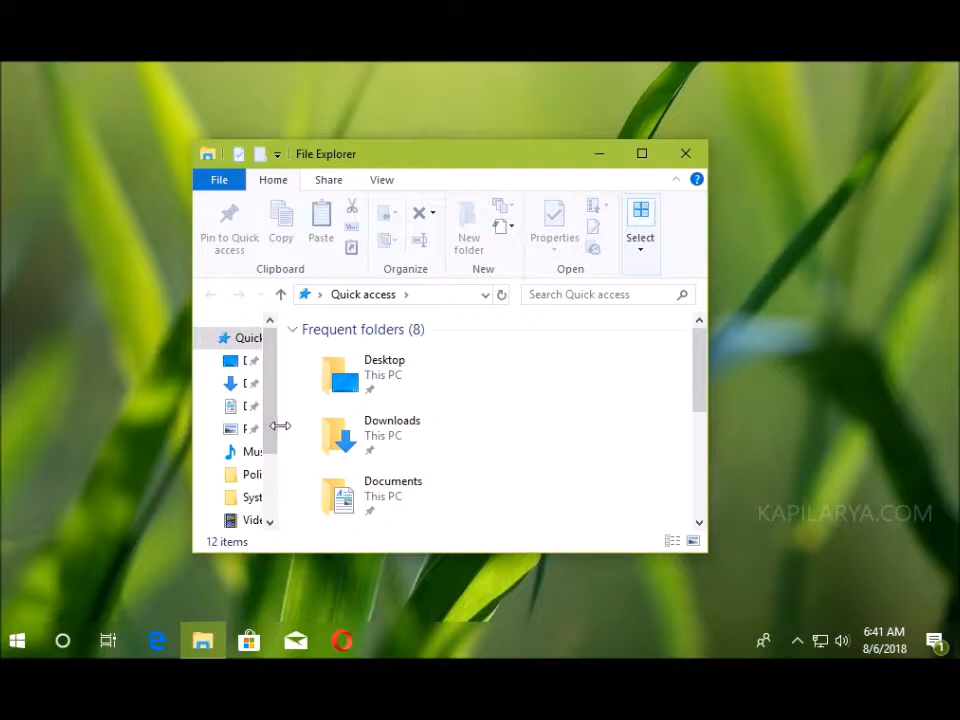 File Explorer
File Home Share View
Pin to Quick access
Copy
Paste
Clipboard
Organize
New folder
New
Properties
Open
Select
Quick access
Search Quick access
Quick
Frequent folders (8)
Desktop
This PC
Downloads
This PC
Documents
This PC
D
D
D
P
Mus
Poli
Syst
Vide
12 items
KAPILARYA.COM
6:41 AM
8/6/2018
1